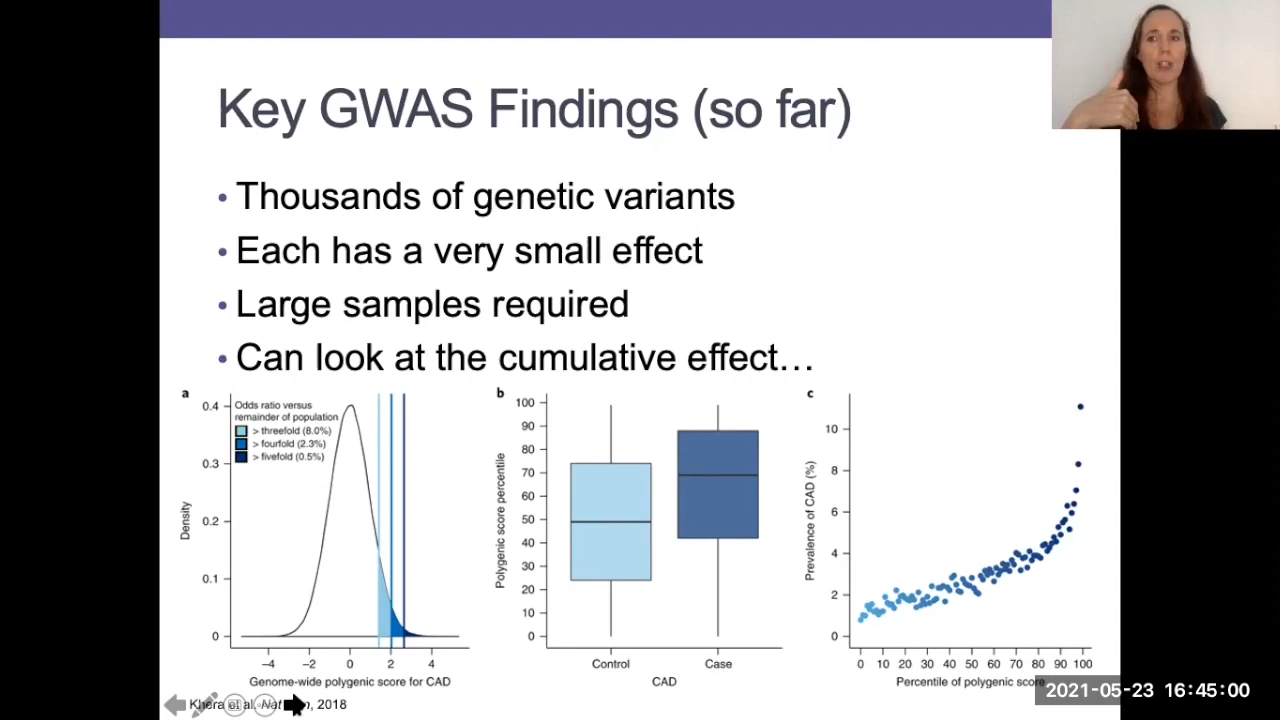 Key GWAS Findings (so far)
• Thousands of genetic variants
• Each has a very small effect
• Large samples required
• Can look at the cumulative effect…
a
Odds ratio versus
remainder of population
> threefold (8.0%)
> fourfold (2.3%)
> fivefold (0.5%)
Density
0.4
0.3
0.2
0.1
0
−4 −2 0 2 4
Genome-wide polygenic score for CAD
b
Polygenic score percentile
100
90
80
70
60
50
40
30
20
10
0
Control Case
CAD
c
Prevalence of CAD (%)
10
8
6
4
2
0
0 10 20 30 40 50 60 70 80 90 100
Percentile of polygenic score
Khera et al. 2018
2021-05-23 16:45:00